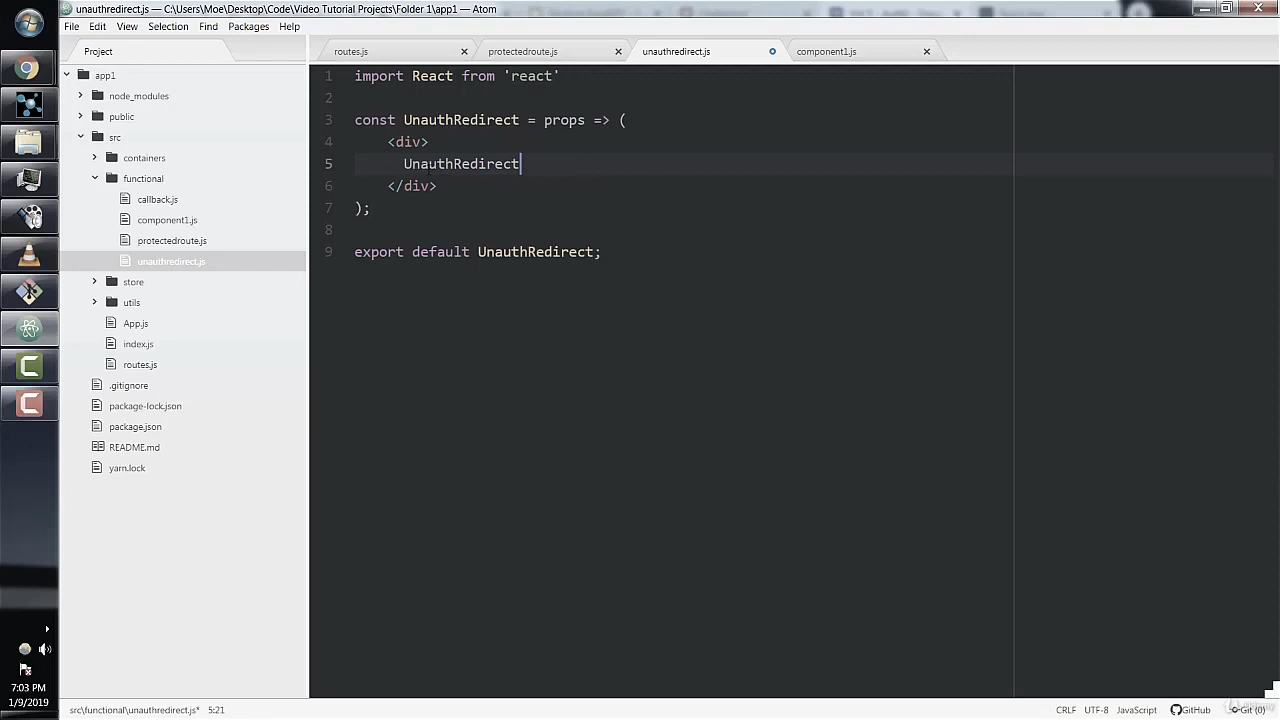 unauthredirect.js — C:\Users\Moe\Desktop\Code\Video Tutorial Projects\Folder 1\app1 — Atom
File Edit View Selection Find Packages Help
Project
routes.js
protectedroute.js
unauthredirect.js
component1.js
app1
node_modules
public
src
containers
functional
callback.js
component1.js
protectedroute.js
unauthredirect.js
store
utils
App.js
index.js
routes.js
.gitignore
package-lock.json
package.json
README.md
yarn.lock
1 import React from 'react'
2
3 const UnauthRedirect = props => (
4 <div>
5 UnauthRedirect
6 </div>
7 );
8
9 export default UnauthRedirect;
7:03 PM
1/9/2019
src\functional\unauthredirect.js* 5:21
CRLF UTF-8 JavaScript GitHub Git (0)